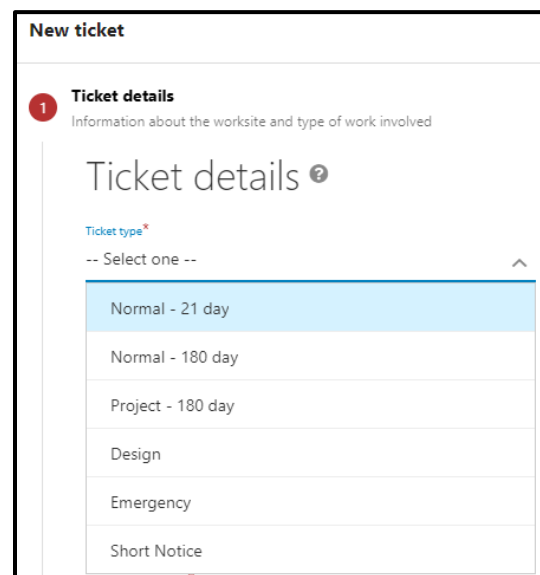 New ticket
1
Ticket details
Information about the worksite and type of work involved
Ticket details ?
Ticket type*
-- Select one --
Normal - 21 day
Normal - 180 day
Project - 180 day
Design
Emergency
Short Notice